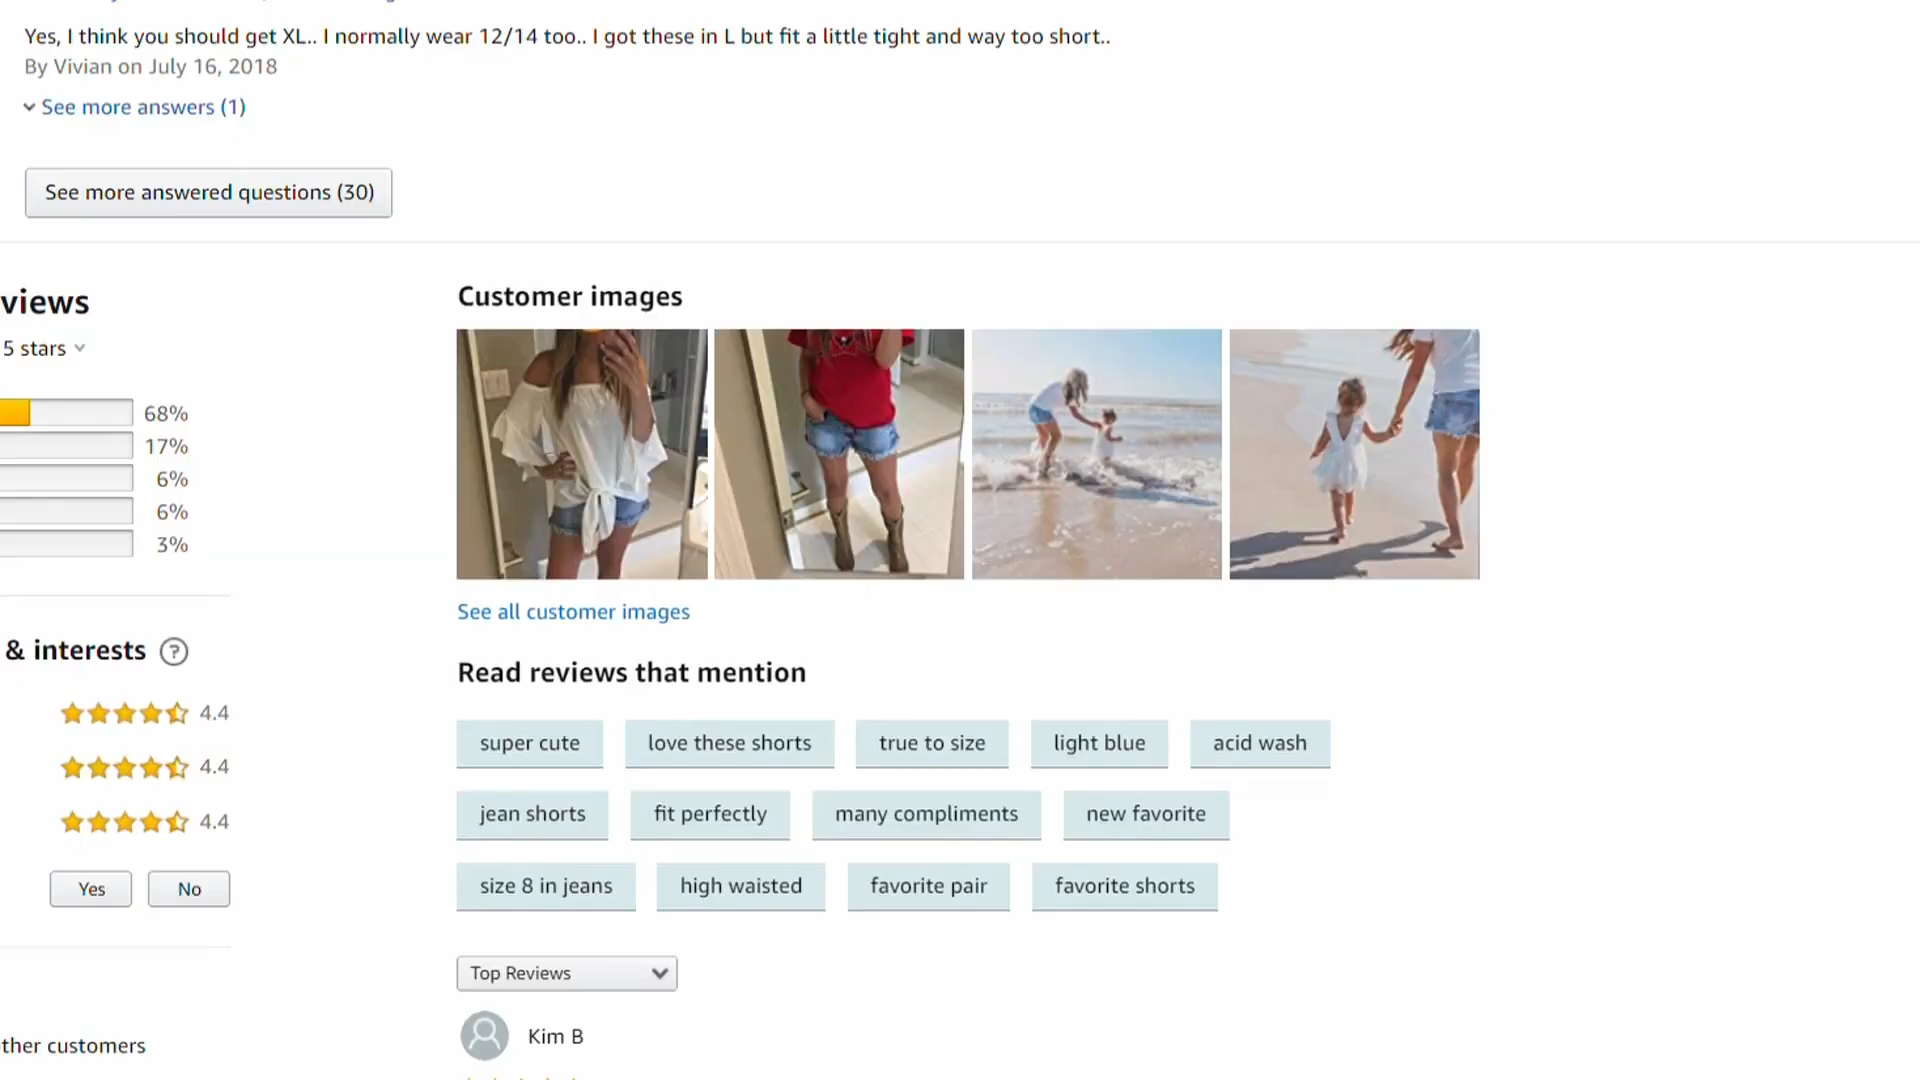 Yes, I think you should get XL.. I normally wear 12/14 too.. I got these in L but fit a little tight and way too short..
By Vivian on July 16, 2018
See more answers (1)
See more answered questions (30)
views
5 stars
68%
17%
6%
6%
3%
& interests ?
4.4
4.4
4.4
Yes No
ther customers
Customer images
See all customer images
Read reviews that mention
super cute love these shorts true to size light blue acid wash
jean shorts fit perfectly many compliments new favorite
size 8 in jeans high waisted favorite pair favorite shorts
Top Reviews
Kim B